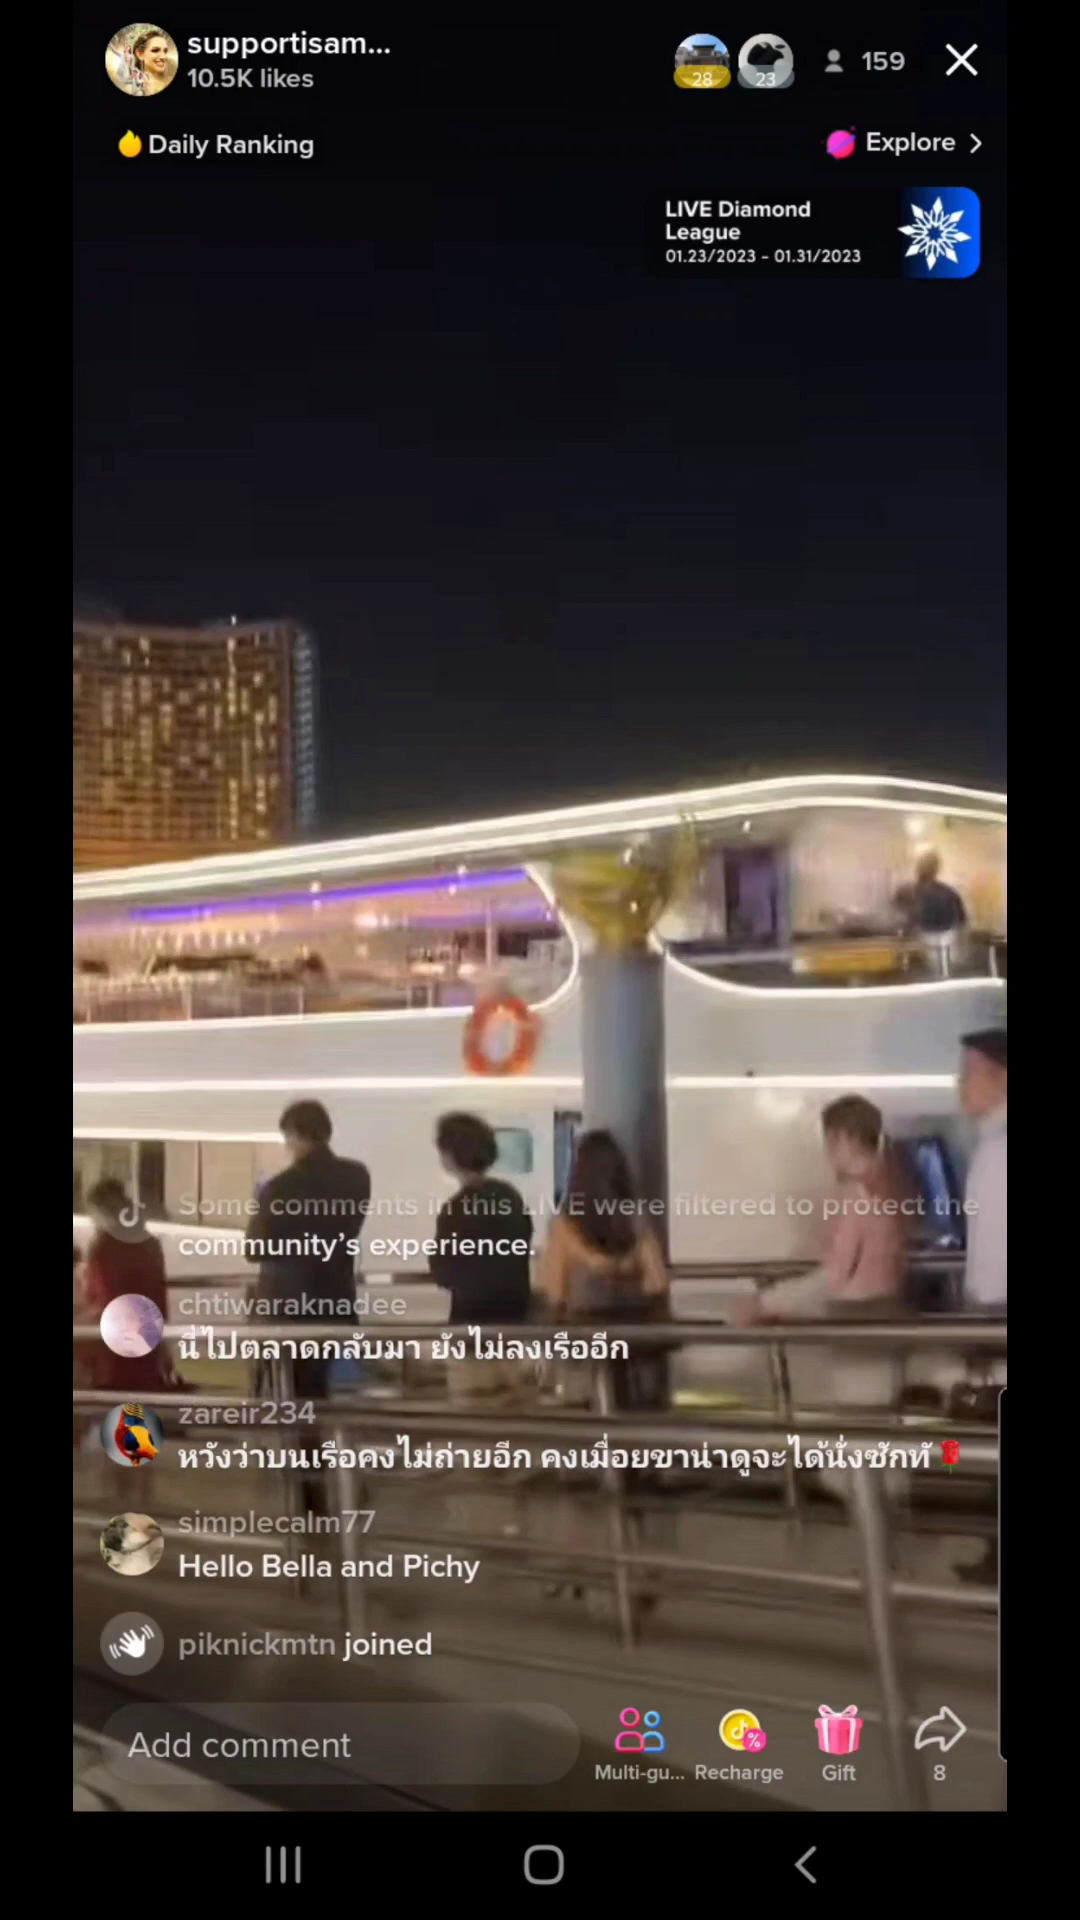 supportisam...
10.5K likes
28
23
159
Daily Ranking
Explore
LIVE Diamond
League
01.23/2023 - 01.31/2023
Some comments in this LIVE were filtered to protect the
community's experience.
chtiwaraknadee
นี่ไปตลาดกลับมา ยังไม่ลงเรืออีก
zareir234
หวังว่าบนเรือคงไม่ถ่ายอีก คงเมื่อยขาน่าดูจะได้นั่งซักที🌹
simplecalm77
Hello Bella and Pichy
piknickmtn joined
Add comment
Multi-gu...
Recharge
Gift
8